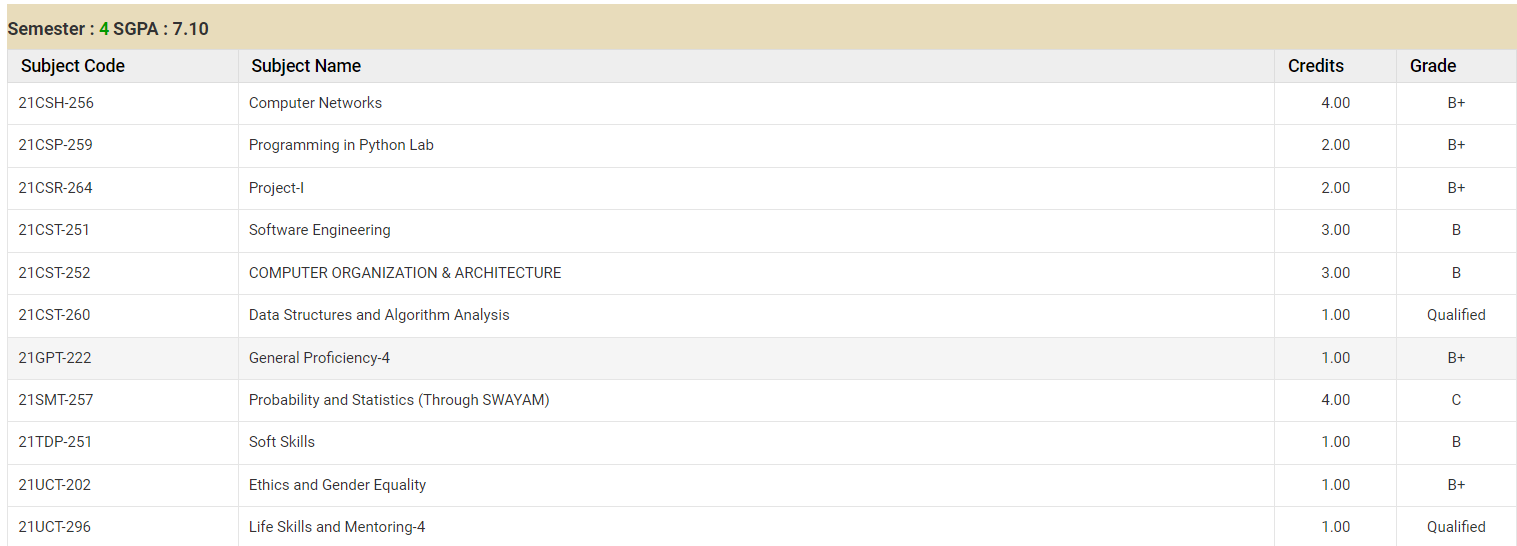 Semester : 4 SGPA : 7.10
Subject Code Subject Name Credits Grade
21CSH-256 Computer Networks 4.00 B+
21CSP-259 Programming in Python Lab 2.00 B+
21CSR-264 Project-I 2.00 B+
21CST-251 Software Engineering 3.00 B
21CST-252 COMPUTER ORGANIZATION & ARCHITECTURE 3.00 B
21CST-260 Data Structures and Algorithm Analysis 1.00 Qualified
21GPT-222 General Proficiency-4 1.00 B+
21SMT-257 Probability and Statistics (Through SWAYAM) 4.00 C
21TDP-251 Soft Skills 1.00 B
21UCT-202 Ethics and Gender Equality 1.00 B+
21UCT-296 Life Skills and Mentoring-4 1.00 Qualified